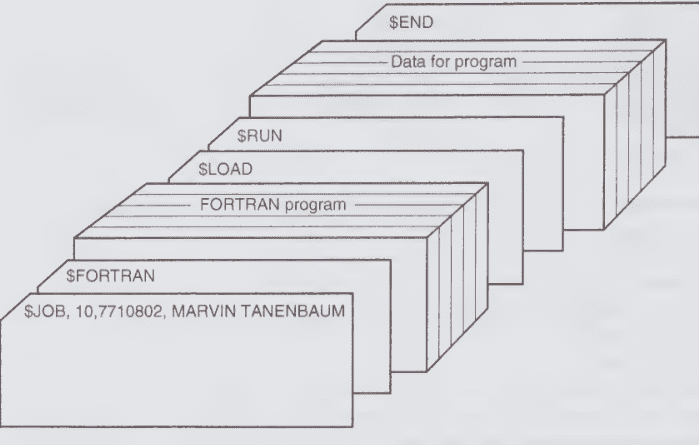 $END
Data for program
$RUN
$LOAD
FORTRAN program
$FORTRAN
$JOB, 10,7710802, MARVIN TANENBAUM